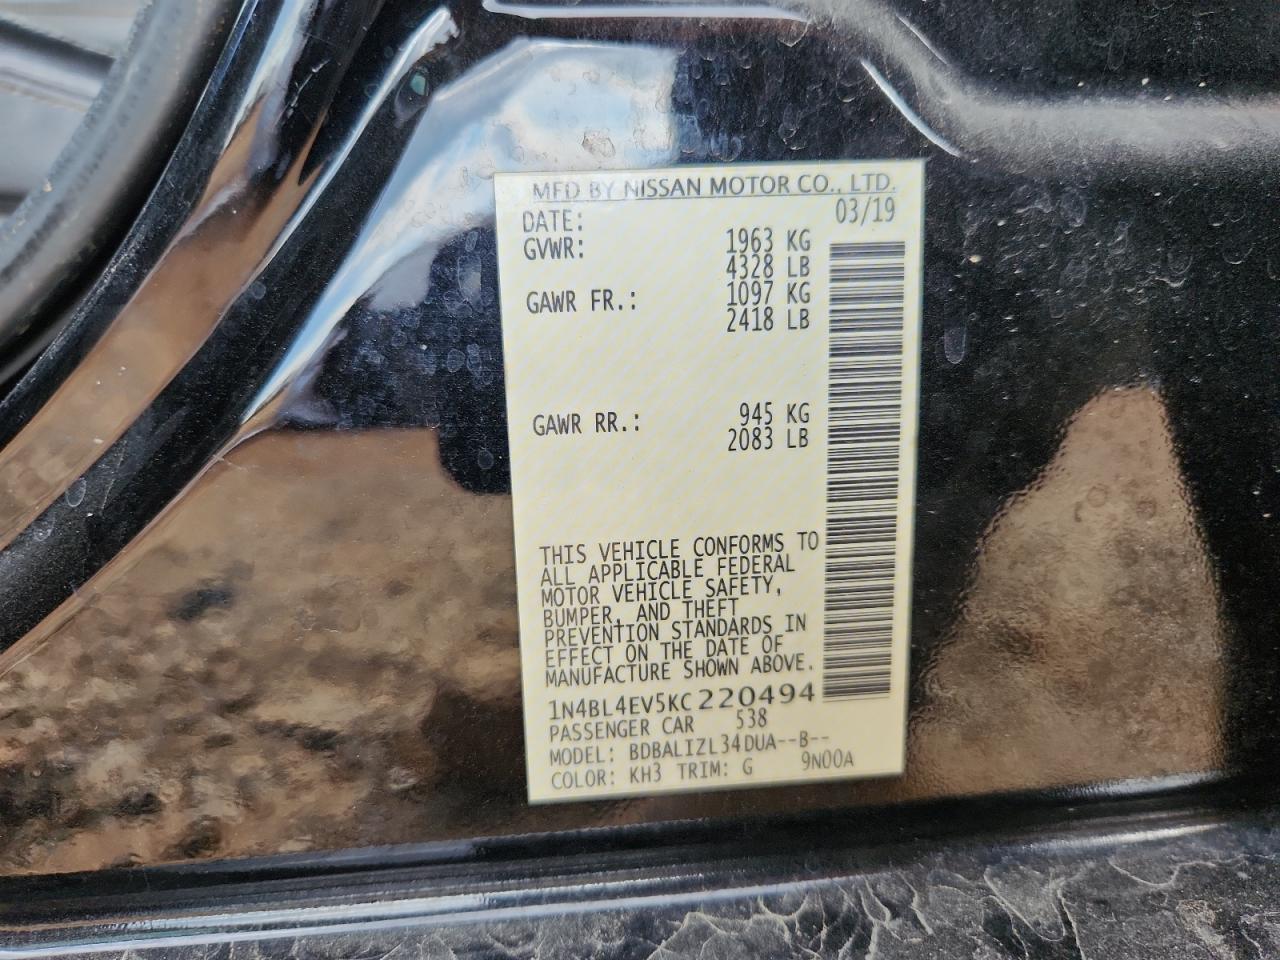 MFD BY NISSAN MOTOR CO., LTD.
DATE: 03/19
GVWR: 1963 KG
4328 LB
GAWR FR.: 1097 KG
2418 LB
GAWR RR.: 945 KG
2083 LB
THIS VEHICLE CONFORMS TO
ALL APPLICABLE FEDERAL
MOTOR VEHICLE SAFETY,
BUMPER, AND THEFT
PREVENTION STANDARDS IN
EFFECT ON THE DATE OF
MANUFACTURE SHOWN ABOVE.
1N4BL4EV5KC220494
PASSENGER CAR 538
MODEL: BDBALIZL34DUA--B--
COLOR: KH3 TRIM: G 9N00A